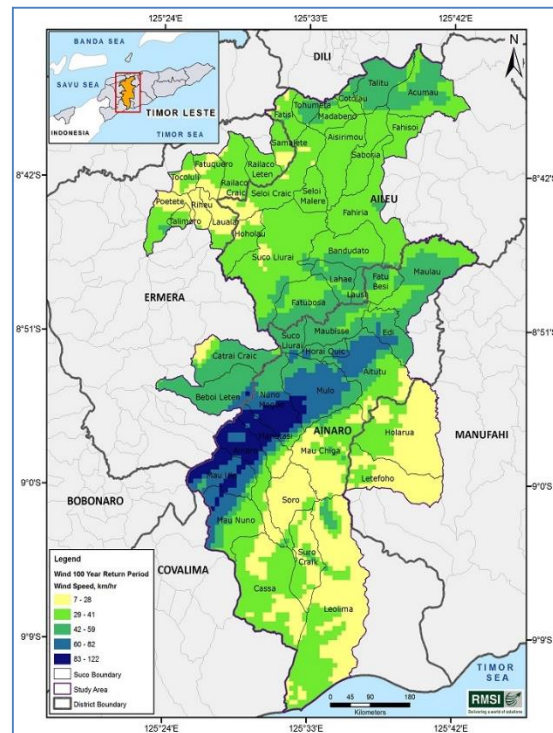 125°24'E
125°33'E
125°42'E
BANDA SEA
SAVU SEA
TIMOR LESTE
INDONESIA
TIMOR SEA
N
DILI
Talitu
Acumau
Cotolau
Tohumeta
Madabeno
Fatisi
Fahisoi
Aisirimou
Samalete
Saboria
8°42'S
8°42'S
Fatuquero
Railaco
Leten
Tocoluli
Railaco
Craic
Seloi Craic
Seloi
Malere
Poetete
Riheu
AILEU
Talimoro
Lauala
Hoholau
Fahiria
Suco Liurai
Bandudato
Maulau
Lahae
Fatu
Besi
ERMERA
Lausi
Fatubosa
8°51'S
8°51'S
Suco
Liurai
Maubisse
Edi
Horai Quic
Catrai Craic
Aitutu
Beboi Leten
Nuno
Mulo
AINARO
MANUFAHI
Holarua
Mau Chiga
9°0'S
9°0'S
Letefoho
Soro
BOBONARO
Mau Nuno
COVALIMA
Suro
Craik
Cassa
Leolima
9°9'S
9°9'S
Legend
Wind 100 Year Return Period
Wind Speed, km/hr
7 - 28
29 - 41
42 - 59
60 - 82
83 - 122
Suco Boundary
Study Area
District Boundary
TIMOR
SEA
0 45 90 180
Kilometers
RMSI
Delivering a world of solutions
125°24'E
125°33'E
125°42'E